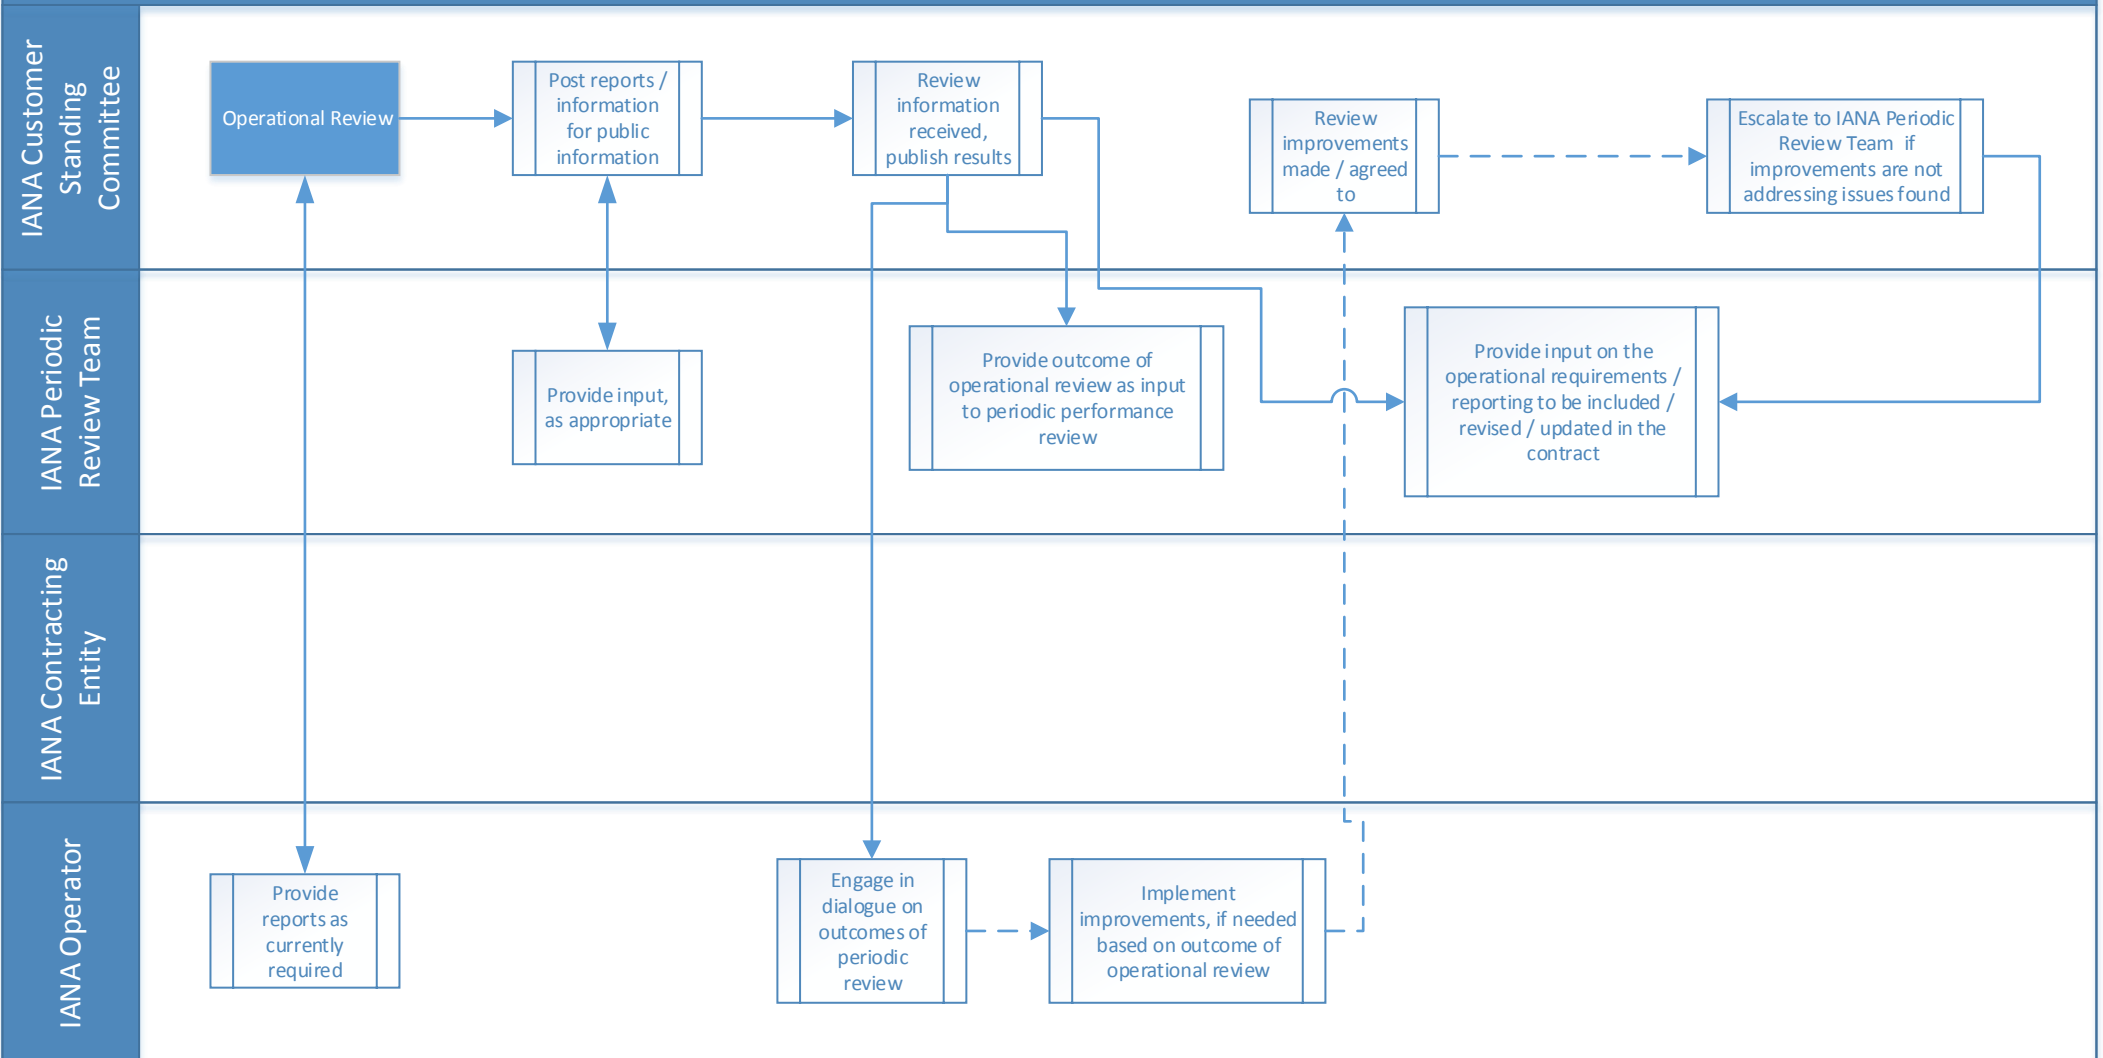 IANA Customer
Standing
Committee
Operational Review
Post reports /
information
for public
information
Review
information
received,
publish results
Review
improvements
made / agreed
to
Escalate to IANA Periodic
Review Team if
improvements are not
addressing issues found
IANA Periodic
Review Team
Provide input,
as appropriate
Provide outcome of
operational review as input
to periodic performance
review
Provide input on the
operational requirements /
reporting to be included /
revised / updated in the
contract
IANA Contracting
Entity
IANA Operator
Provide
reports as
currently
required
Engage in
dialogue on
outcomes of
periodic
review
Implement
improvements, if needed
based on outcome of
operational review